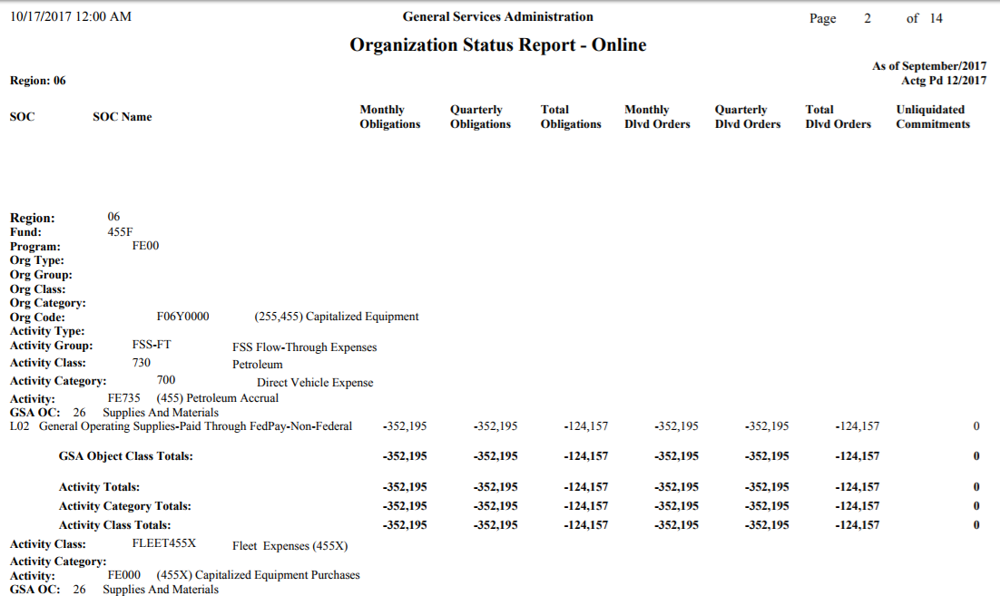 10/17/2017 12:00 AM General Services Administration Page 2 of 14
Organization Status Report - Online
As of September/2017
Region: 06 Actg Pd 12/2017
Monthly Quarterly Total Monthly Quarterly Total Unliquidated
SOC SOC Name
Obligations Obligations Obligations Dlvd Orders Dlvd Orders Dlvd Orders Commitments
Region: 06
Fund: 455F
Program: FE00
Org Type:
Org Group:
Org Class:
Org Category:
Org Code: F06Y0000 (255,455) Capitalized Equipment
Activity Type:
Activity Group: FSS-FT FSS Flow-Through Expenses
Activity Class: 730 Petroleum
Activity Category: 700 Direct Vehicle Expense
Activity: FE735 (455) Petroleum Accrual
GSA OC: 26 Supplies And Materials
L02 General Operating Supplies-Paid Through FedPay-Non-Federal -352,195 -352,195 -124,157 -352,195 -352,195 -124,157 0
GSA Object Class Totals: -352,195 -352,195 -124,157 -352,195 -352,195 -124,157 0
Activity Totals: -352,195 -352,195 -124,157 -352,195 -352,195 -124,157 0
Activity Category Totals: -352,195 -352,195 -124,157 -352,195 -352,195 -124,157 0
Activity Class Totals: -352,195 -352,195 -124,157 -352,195 -352,195 -124,157 0
Activity Class: FLEET455X Fleet Expenses (455X)
Activity Category:
Activity: FE000 (455X) Capitalized Equipment Purchases
GSA OC: 26 Supplies And Materials